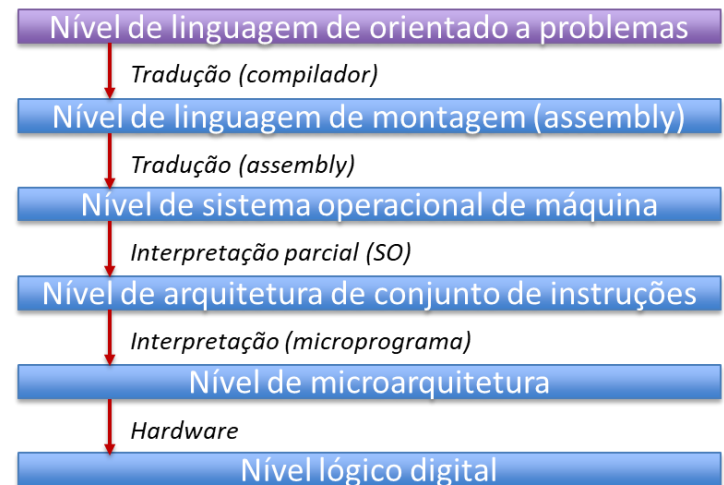 Nível de linguagem de orientado a problemas
Tradução (compilador)
Nível de linguagem de montagem (assembly)
Tradução (assembly)
Nível de sistema operacional de máquina
Interpretação parcial (SO)
Nível de arquitetura de conjunto de instruções
Interpretação (microprograma)
Nível de microarquitetura
Hardware
Nível lógico digital